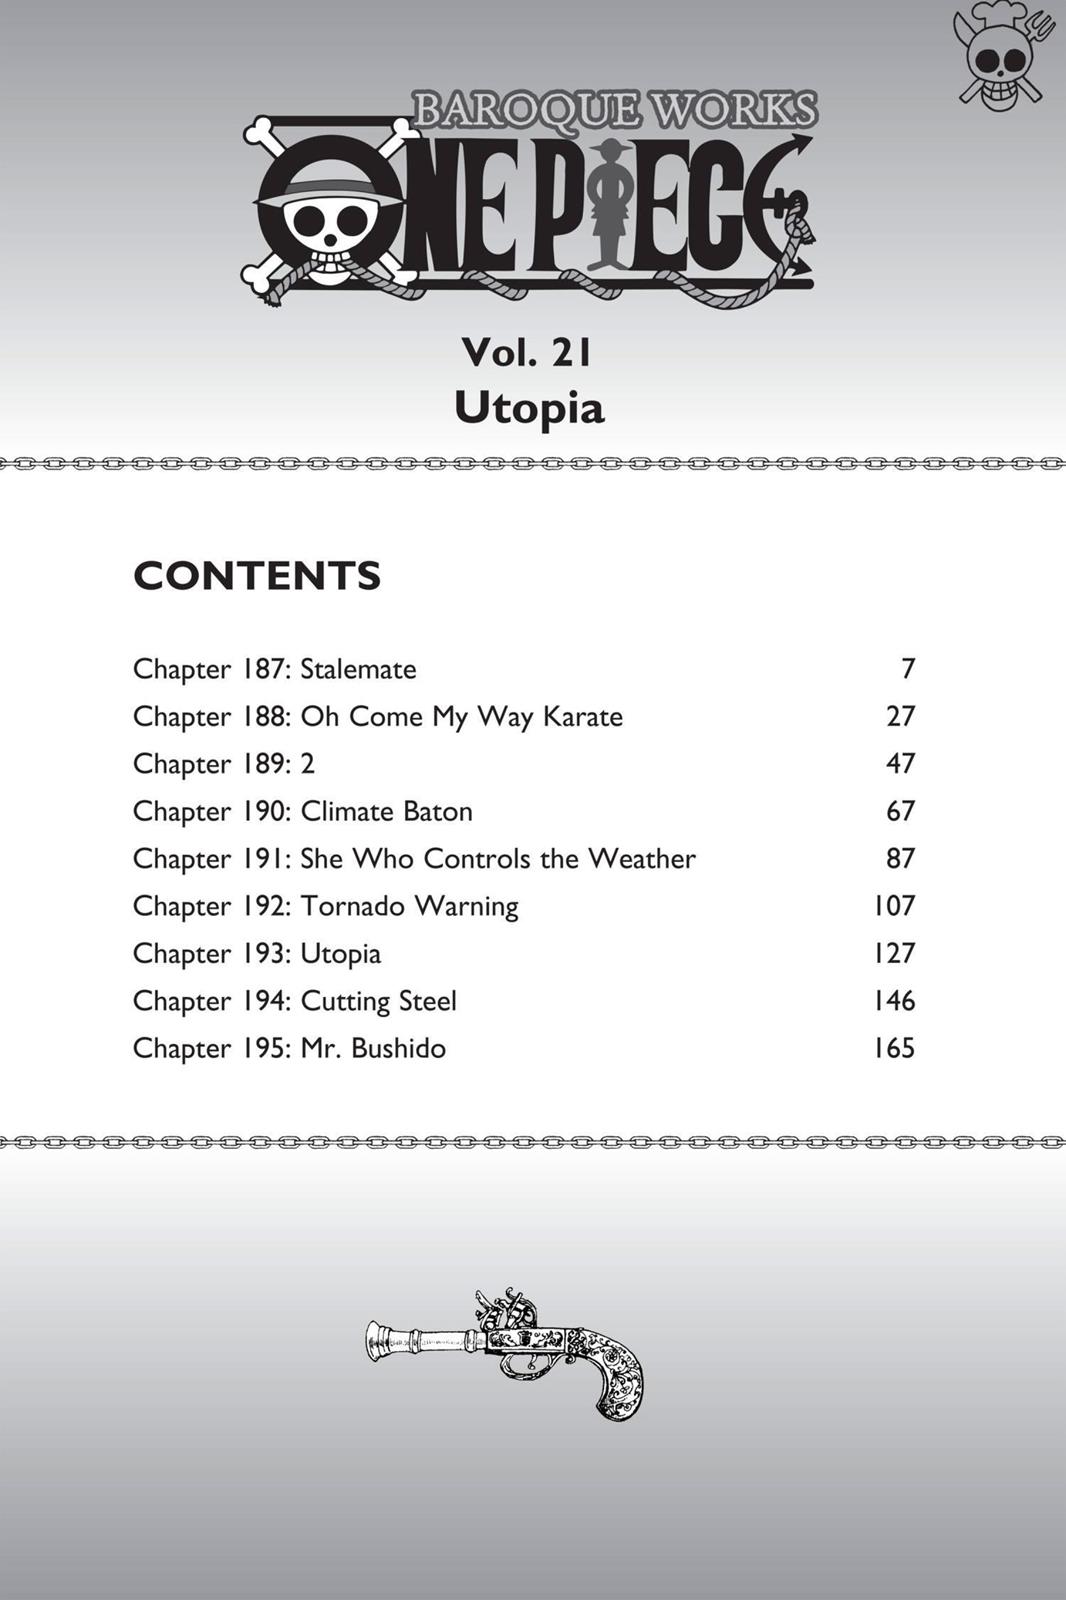 BAROQUE WORKS
ONE PIECE
Vol. 21
Utopia
CONTENTS
Chapter 187: Stalemate 7
Chapter 188: Oh Come My Way Karate 27
Chapter 189: 2 47
Chapter 190: Climate Baton 67
Chapter 191: She Who Controls the Weather 87
Chapter 192: Tornado Warning 107
Chapter 193: Utopia 127
Chapter 194: Cutting Steel 146
Chapter 195: Mr. Bushido 165